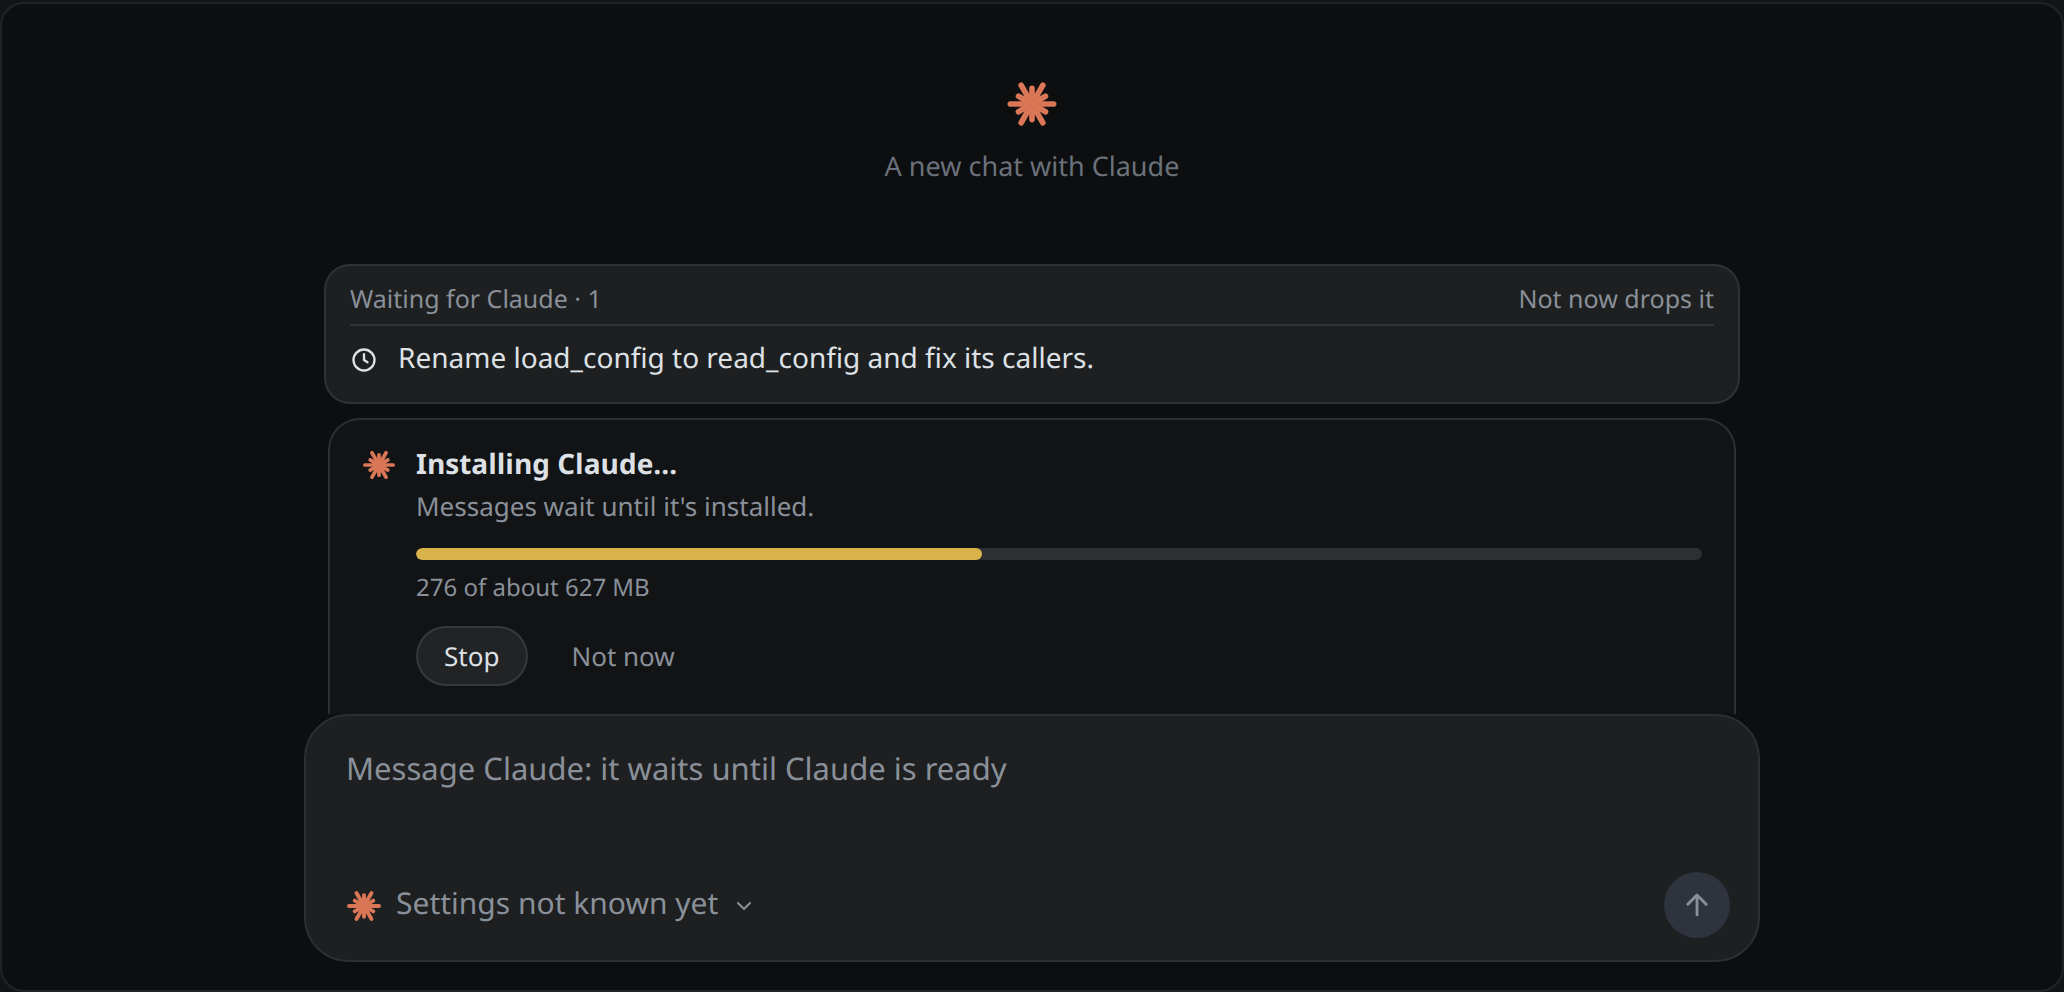 A new chat with Claude
Waiting for Claude · 1
Not now drops it
Rename load_config to read_config and fix its callers.
Installing Claude…
Messages wait until it's installed.
276 of about 627 MB
Stop
Not now
Message Claude: it waits until Claude is ready
Settings not known yet